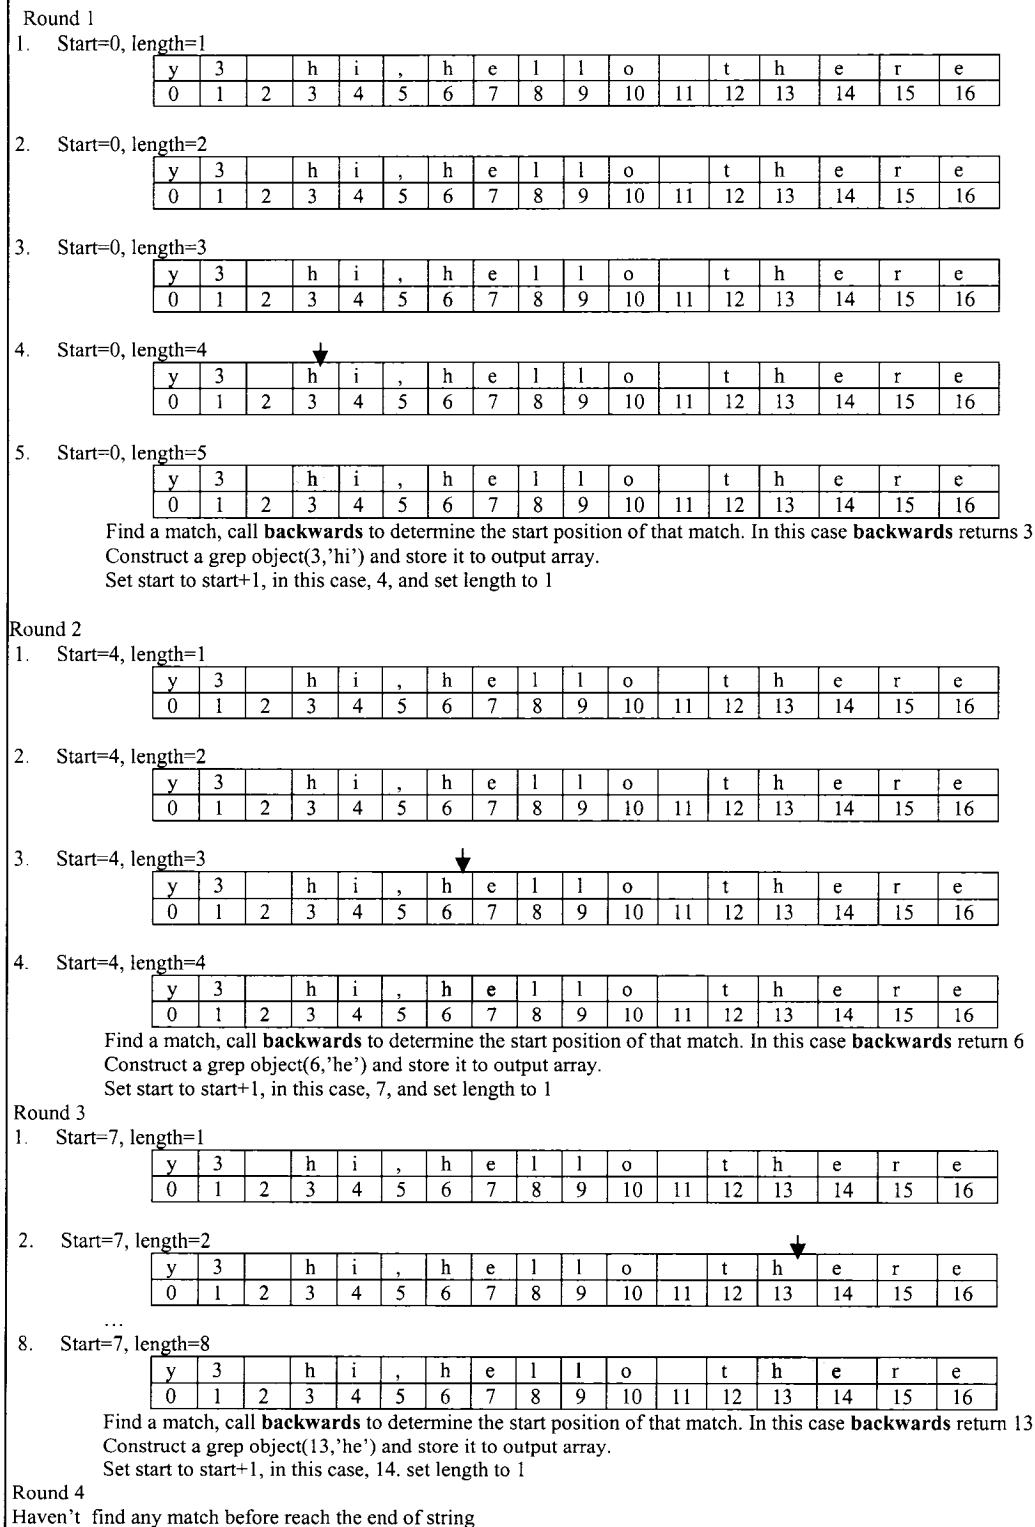 Round 1
1. Start=0, length=1
y 3 h i , h e l l o t h e r e
0 1 2 3 4 5 6 7 8 9 10 11 12 13 14 15 16
2. Start=0, length=2
y 3 h i , h e l l o t h e r e
0 1 2 3 4 5 6 7 8 9 10 11 12 13 14 15 16
3. Start=0, length=3
y 3 h i , h e l l o t h e r e
0 1 2 3 4 5 6 7 8 9 10 11 12 13 14 15 16
4. Start=0, length=4
y 3 h i , h e l l o t h e r e
0 1 2 3 4 5 6 7 8 9 10 11 12 13 14 15 16
5. Start=0, length=5
y 3 h i , h e l l o t h e r e
0 1 2 3 4 5 6 7 8 9 10 11 12 13 14 15 16
Find a match, call backwards to determine the start position of that match. In this case backwards returns 3
Construct a grep object(3,'hi') and store it to output array.
Set start to start+1, in this case, 4, and set length to 1
Round 2
1. Start=4, length=1
y 3 h i , h e l l o t h e r e
0 1 2 3 4 5 6 7 8 9 10 11 12 13 14 15 16
2. Start=4, length=2
y 3 h i , h e l l o t h e r e
0 1 2 3 4 5 6 7 8 9 10 11 12 13 14 15 16
3. Start=4, length=3
y 3 h i , h e l l o t h e r e
0 1 2 3 4 5 6 7 8 9 10 11 12 13 14 15 16
4. Start=4, length=4
y 3 h i , h e l l o t h e r e
0 1 2 3 4 5 6 7 8 9 10 11 12 13 14 15 16
Find a match, call backwards to determine the start position of that match. In this case backwards return 6
Construct a grep object(6,'he') and store it to output array.
Set start to start+1, in this case, 7, and set length to 1
Round 3
1. Start=7, length=1
y 3 h i , h e l l o t h e r e
0 1 2 3 4 5 6 7 8 9 10 11 12 13 14 15 16
2. Start=7, length=2
y 3 h i , h e l l o t h e r e
0 1 2 3 4 5 6 7 8 9 10 11 12 13 14 15 16
...
8. Start=7, length=8
y 3 h i , h e l l o t h e r e
0 1 2 3 4 5 6 7 8 9 10 11 12 13 14 15 16
Find a match, call backwards to determine the start position of that match. In this case backwards return 13
Construct a grep object(13,'he') and store it to output array.
Set start to start+1, in this case, 14. set length to 1
Round 4
Haven't find any match before reach the end of string